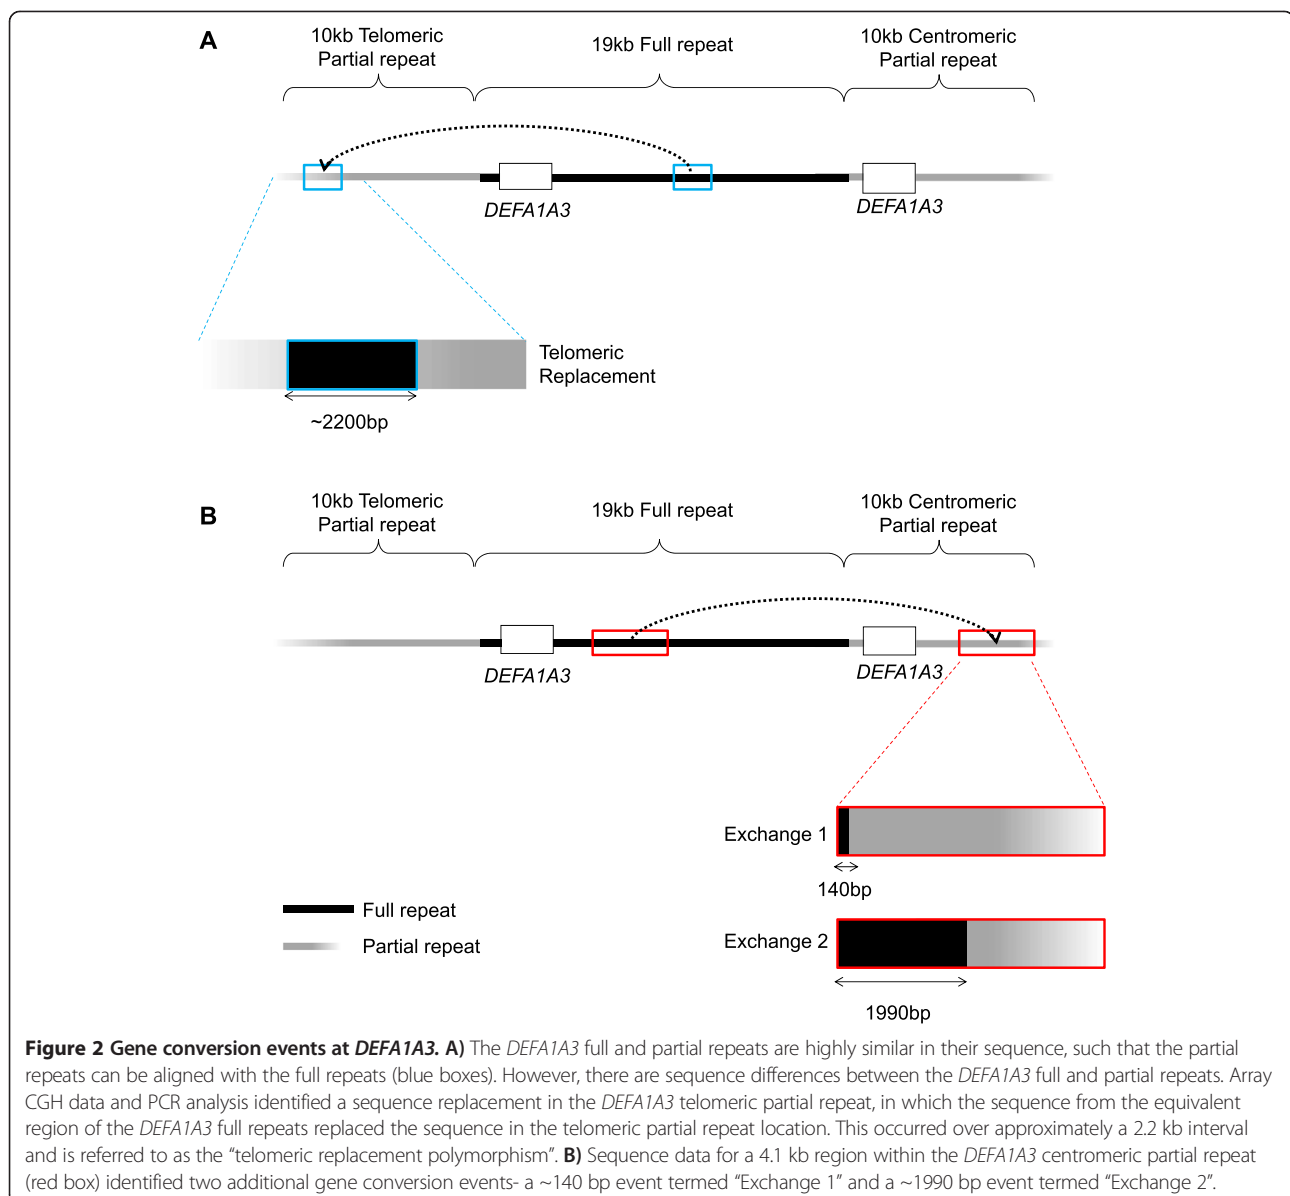 A
10kb Telomeric
Partial repeat
19kb Full repeat
10kb Centromeric
Partial repeat
DEFA1A3
DEFA1A3
Telomeric
Replacement
~2200bp
B
10kb Telomeric
Partial repeat
19kb Full repeat
10kb Centromeric
Partial repeat
DEFA1A3
DEFA1A3
Exchange 1
140bp
Full repeat
Partial repeat
Exchange 2
1990bp
Figure 2 Gene conversion events at DEFA1A3. A) The DEFA1A3 full and partial repeats are highly similar in their sequence, such that the partial
repeats can be aligned with the full repeats (blue boxes). However, there are sequence differences between the DEFA1A3 full and partial repeats. Array
CGH data and PCR analysis identified a sequence replacement in the DEFA1A3 telomeric partial repeat, in which the sequence from the equivalent
region of the DEFA1A3 full repeats replaced the sequence in the telomeric partial repeat location. This occurred over approximately a 2.2 kb interval
and is referred to as the “telomeric replacement polymorphism”. B) Sequence data for a 4.1 kb region within the DEFA1A3 centromeric partial repeat
(red box) identified two additional gene conversion events- a ~140 bp event termed “Exchange 1” and a ~1990 bp event termed “Exchange 2”.